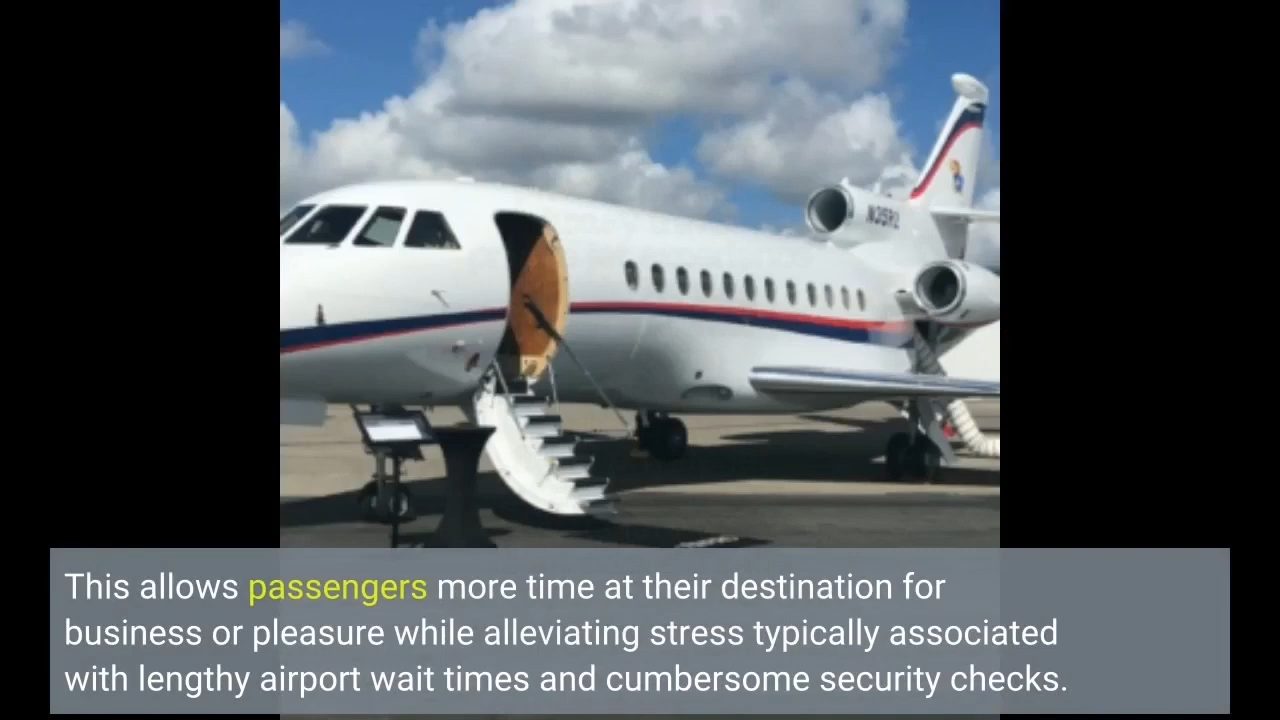 N35RZ
This allows passengers more time at their destination for
business or pleasure while alleviating stress typically associated
with lengthy airport wait times and cumbersome security checks.